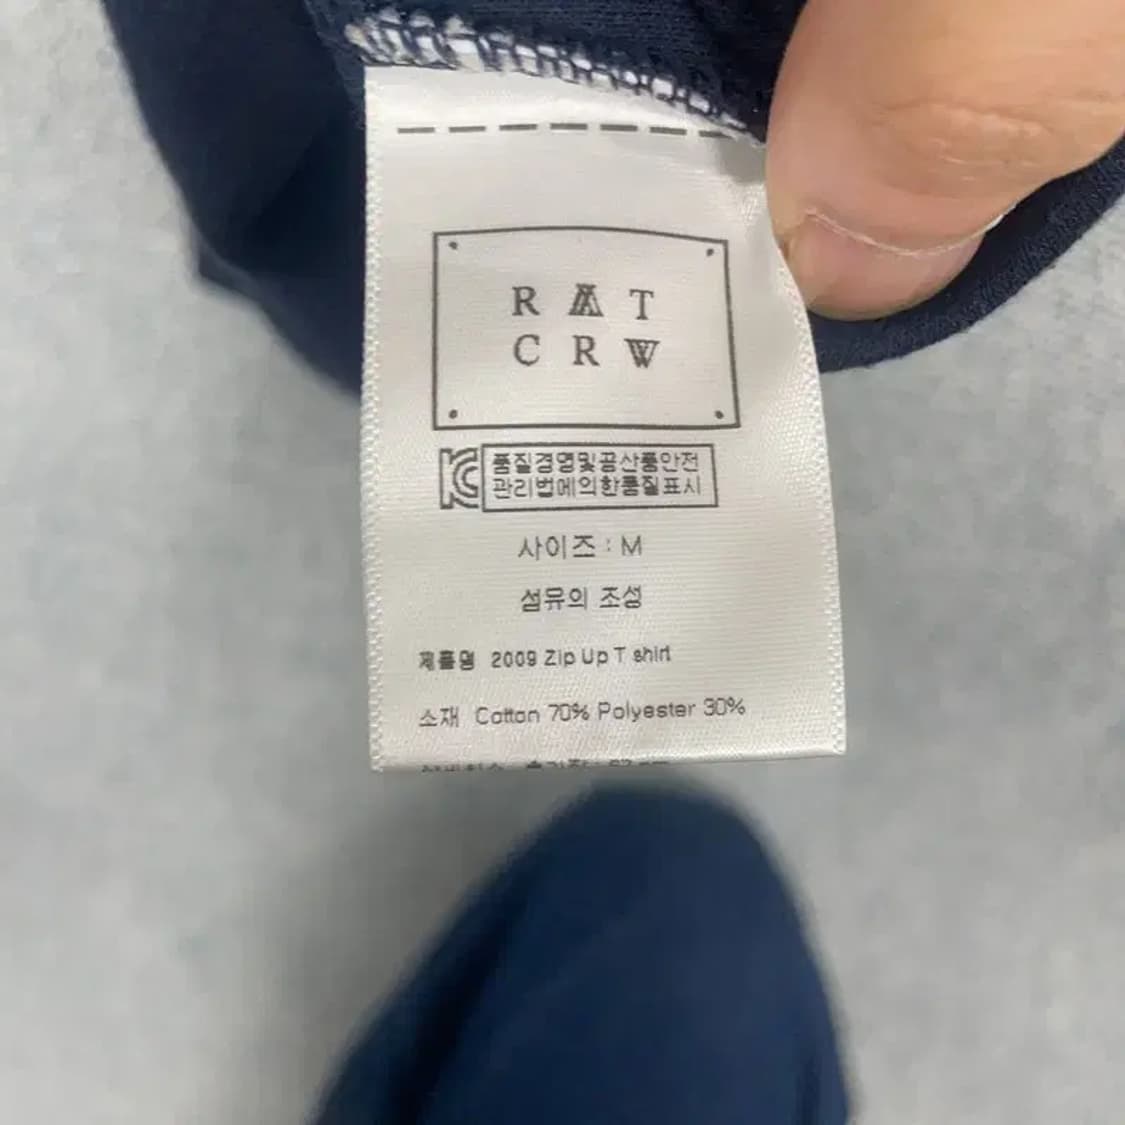 RAT
CRW
KC 품질경영및공산품안전
관리법에의한품질표시
사이즈 : M
섬유의 조성
제품명 2009 Zip Up T shirt
소재 Cotton 70% Polyester 30%